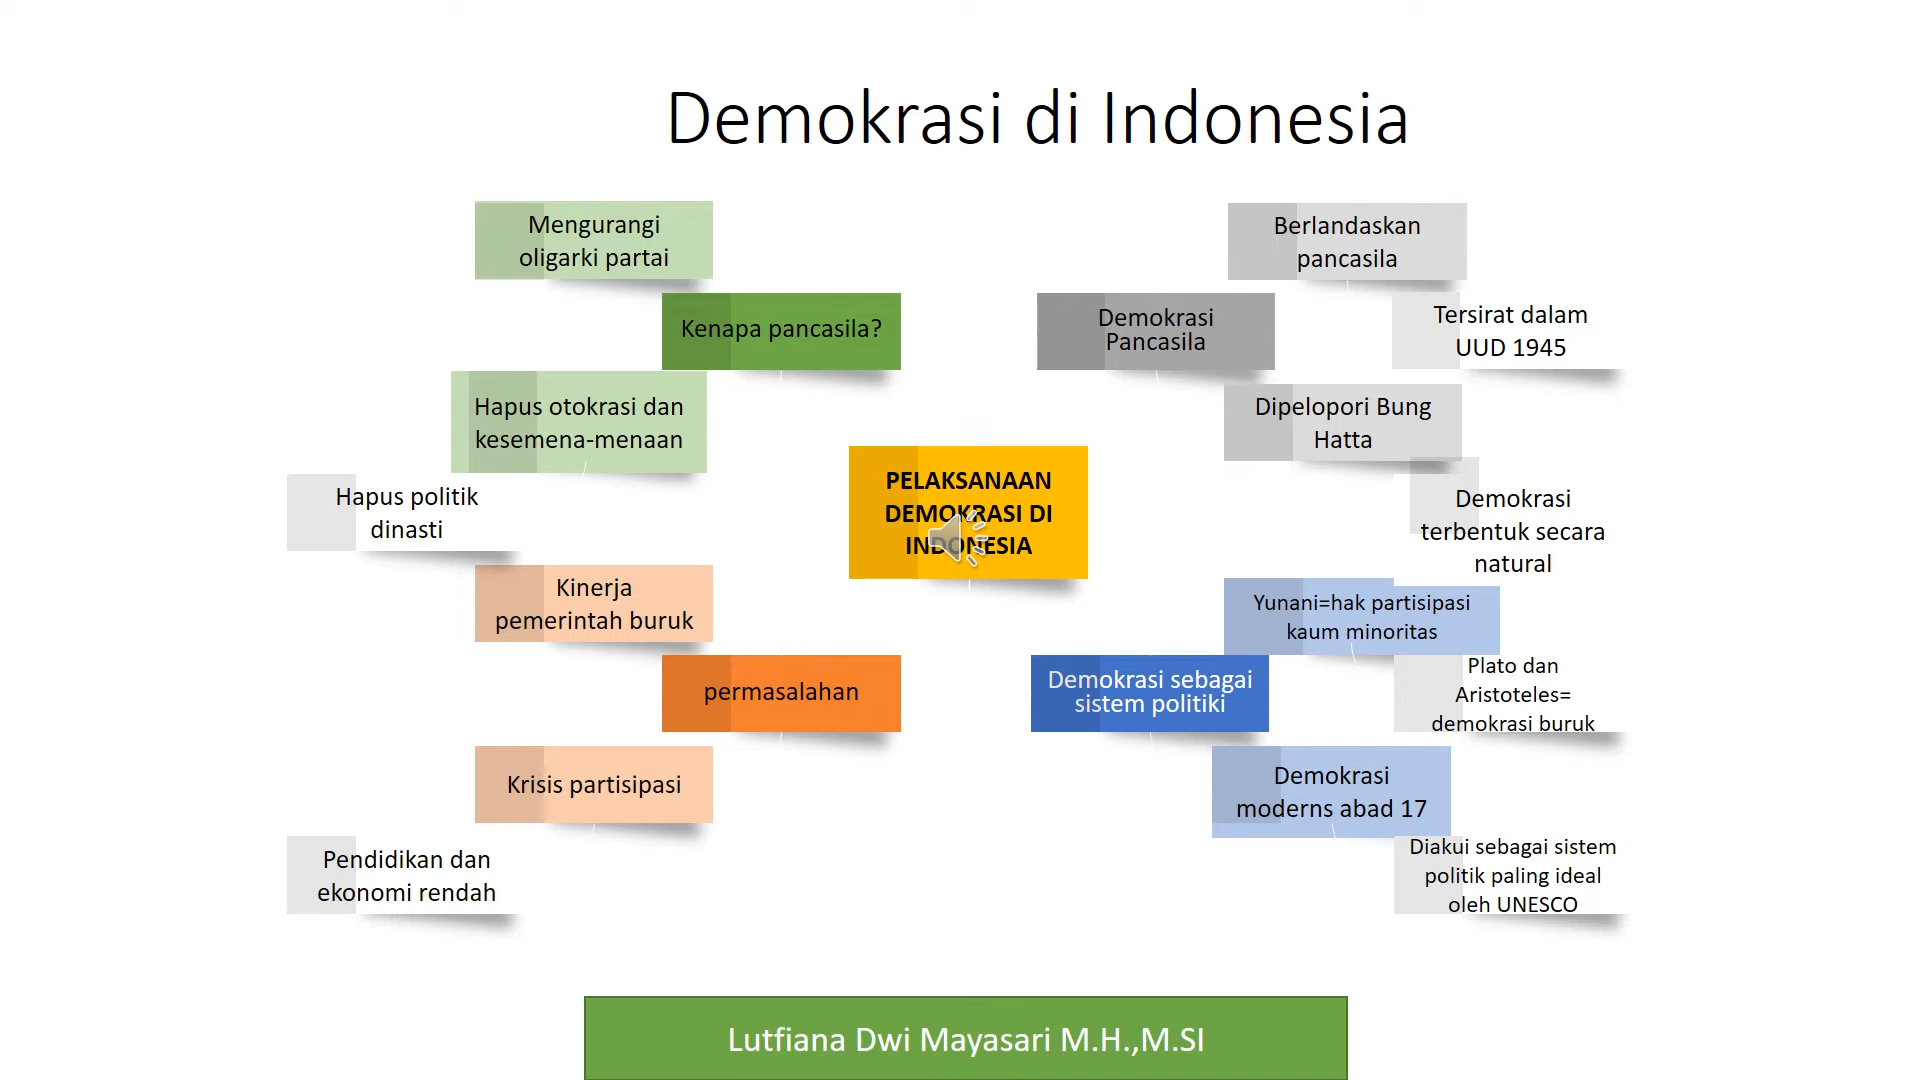 Demokrasi di Indonesia
Mengurangi
oligarki partai
Kenapa pancasila?
Hapus otokrasi dan
kesemena-menaan
Hapus politik
dinasti
Kinerja
pemerintah buruk
permasalahan
Krisis partisipasi
Pendidikan dan
ekonomi rendah
PELAKSANAAN
DEMOKRASI DI
INDONESIA
Berlandaskan
pancasila
Demokrasi
Pancasila
Tersirat dalam
UUD 1945
Dipelopori Bung
Hatta
Demokrasi
terbentuk secara
natural
Yunani=hak partisipasi
kaum minoritas
Demokrasi sebagai
sistem politiki
Plato dan
Aristoteles=
demokrasi buruk
Demokrasi
moderns abad 17
Diakui sebagai sistem
politik paling ideal
oleh UNESCO
Lutfiana Dwi Mayasari M.H.,M.SI